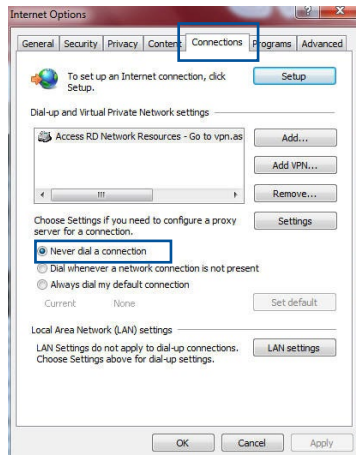 Internet Options
General Security Privacy Content Connections Programs Advanced
To set up an Internet connection, click
Setup.
Setup
Dial-up and Virtual Private Network settings
Access RD Network Resources - Go to vpn.as
Add...
Add VPN...
Remove...
Choose Settings if you need to configure a proxy
server for a connection.
Settings
Never dial a connection
Dial whenever a network connection is not present
Always dial my default connection
Current None
Set default
Local Area Network (LAN) settings
LAN Settings do not apply to dial-up connections.
Choose Settings above for dial-up settings.
LAN settings
OK Cancel Apply